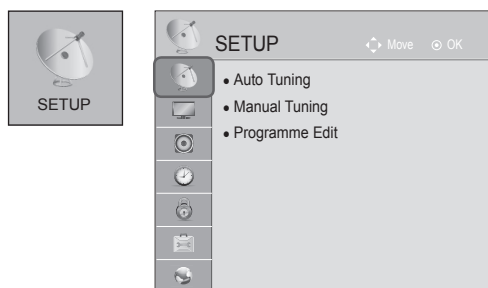 SETUP
SETUP Move OK
• Auto Tuning
• Manual Tuning
• Programme Edit